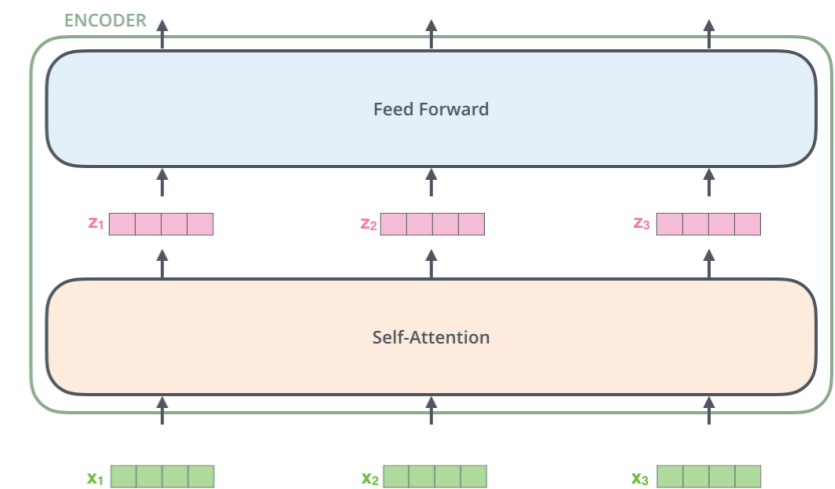 ENCODER
Feed Forward
z₁ z₂ z₃
Self-Attention
x₁ x₂ x₃